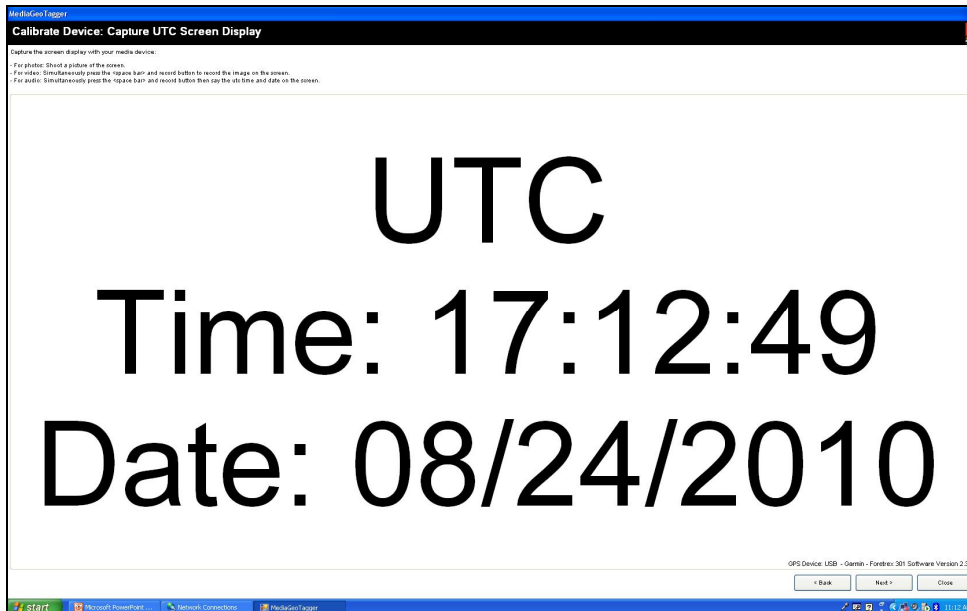 MediaGeoTagger
Calibrate Device: Capture UTC Screen Display
Capture the screen display with your media device:
- For photos: Shoot a picture of the screen.
- For video: Simultaneously press the <space bar> and record button to record the image on the screen.
- For audio: Simultaneously press the <space bar> and record button then say the utc time and date on the screen.
UTC
Time: 17:12:49
Date: 08/24/2010
GPS Device: USB - Garmin - Foretrex 301 Software Version 2.3
< Back Next > Close
start Microsoft PowerPoint ... Network Connections MediaGeoTagger 11:12 A